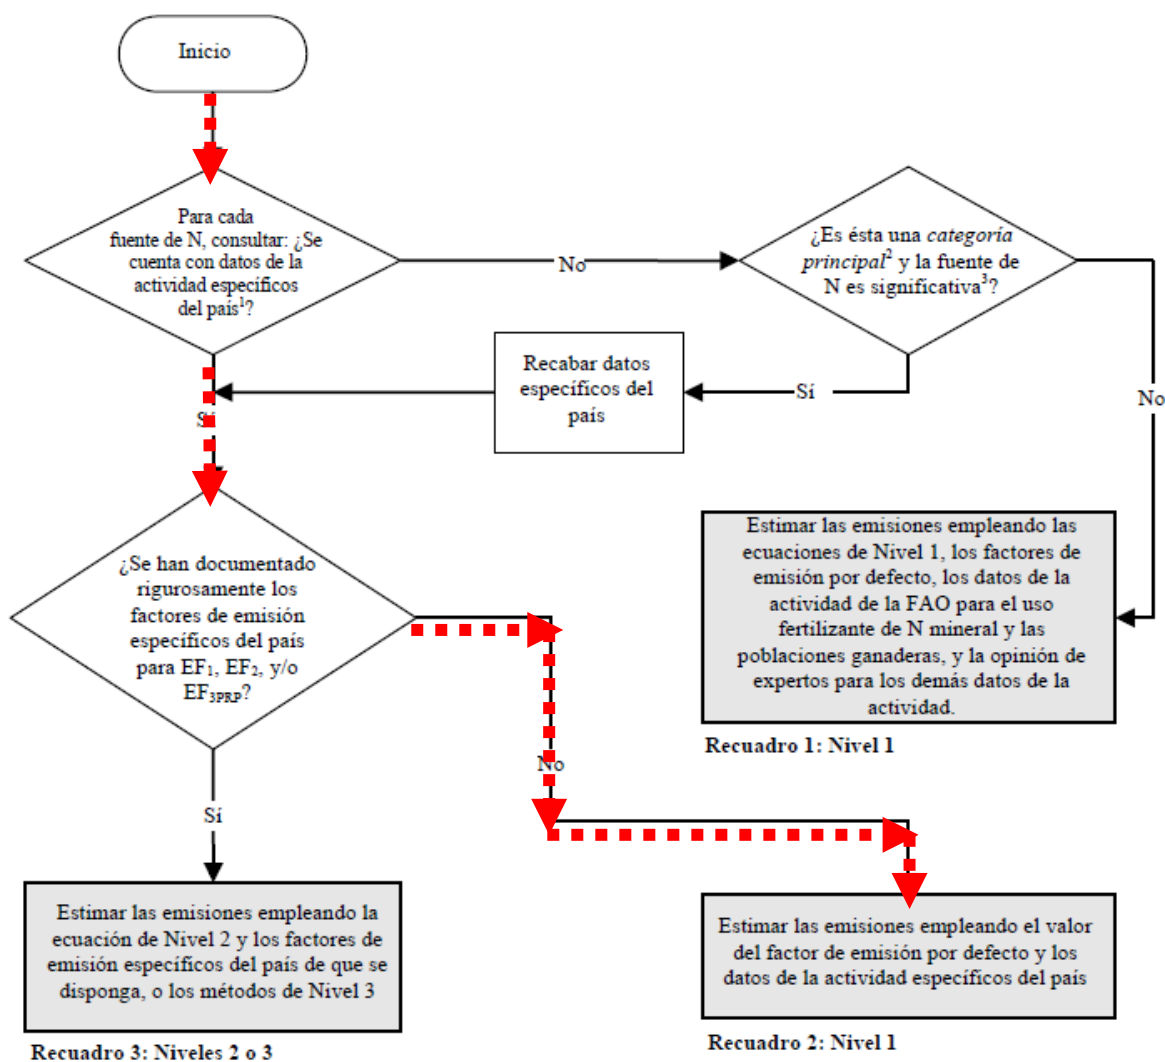 Inicio
Para cada
fuente de N, consultar: ¿Se
cuenta con datos de la
actividad específicos
del país¹?
No
¿Es ésta una categoría
principal² y la fuente de
N es significativa³?
Recabar datos
específicos del
país
Sí
No
Sí
¿Se han documentado
rigurosamente los
factores de emisión
específicos del país
para EF₁, EF₂, y/o
EF₃PRP?
Estimar las emisiones empleando las
ecuaciones de Nivel 1, los factores de
emisión por defecto, los datos de la
actividad de la FAO para el uso
fertilizante de N mineral y las
poblaciones ganaderas, y la opinión de
expertos para los demás datos de la
actividad.
Recuadro 1: Nivel 1
No
Sí
Estimar las emisiones empleando la
ecuación de Nivel 2 y los factores de
emisión específicos del país de que se
disponga, o los métodos de Nivel 3
Recuadro 3: Niveles 2 o 3
Estimar las emisiones empleando el valor
del factor de emisión por defecto y los
datos de la actividad específicos del país
Recuadro 2: Nivel 1